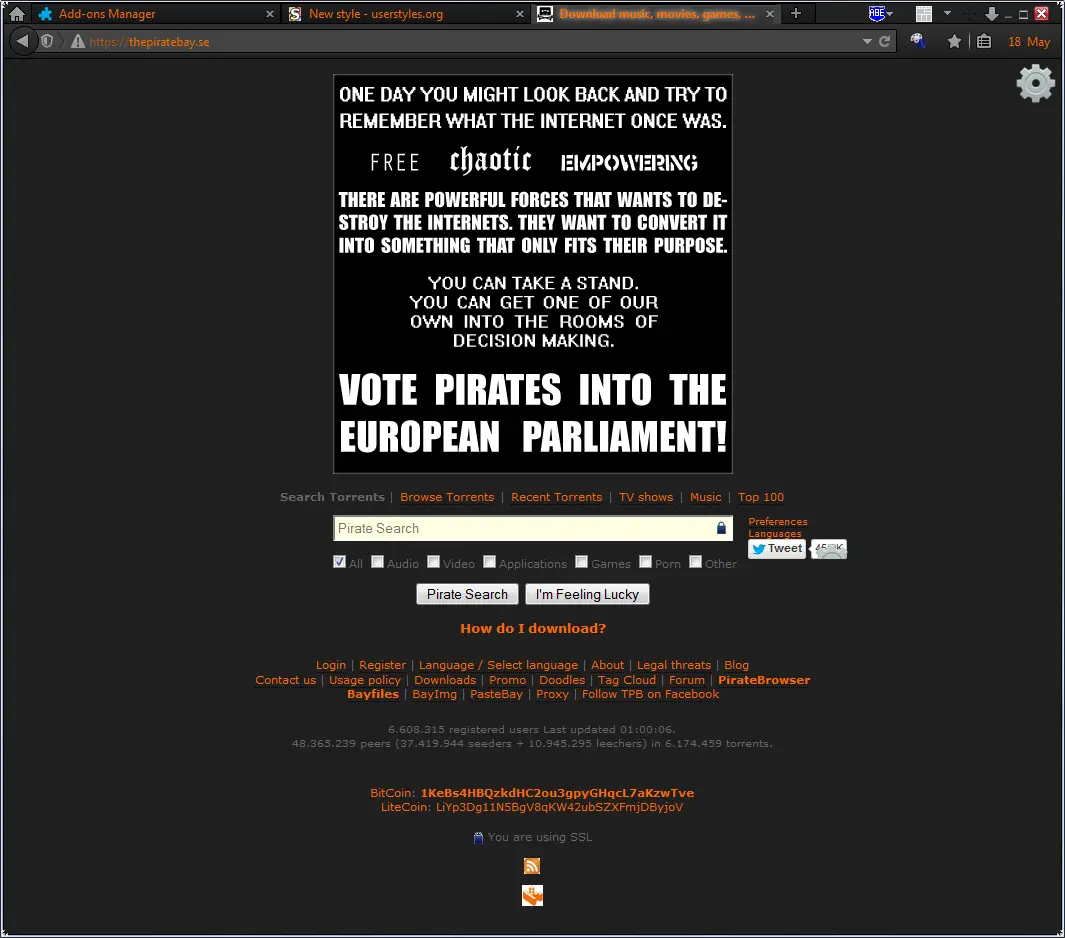 Add-ons Manager
New style - userstyles.org
Download music, movies, games, ...
ABE
https://thepiratebay.se
18 May
ONE DAY YOU MIGHT LOOK BACK AND TRY TO
REMEMBER WHAT THE INTERNET ONCE WAS.
FREE chaotic EMPOWERING
THERE ARE POWERFUL FORCES THAT WANTS TO DE-
STROY THE INTERNETS. THEY WANT TO CONVERT IT
INTO SOMETHING THAT ONLY FITS THEIR PURPOSE.
YOU CAN TAKE A STAND.
YOU CAN GET ONE OF OUR
OWN INTO THE ROOMS OF
DECISION MAKING.
VOTE PIRATES INTO THE
EUROPEAN PARLIAMENT!
Search Torrents | Browse Torrents | Recent Torrents | TV shows | Music | Top 100
Pirate Search
Preferences
Languages
Tweet
All Audio Video Applications Games Porn Other
Pirate Search I'm Feeling Lucky
How do I download?
Login | Register | Language / Select language | About | Legal threats | Blog
Contact us | Usage policy | Downloads | Promo | Doodles | Tag Cloud | Forum | PirateBrowser
Bayfiles | BayImg | PasteBay | Proxy | Follow TPB on Facebook
6.608.315 registered users Last updated 01:00:06.
48.365.239 peers (37.419.944 seeders + 10.945.295 leechers) in 6.174.459 torrents.
BitCoin: 1KeBs4HBQzkdHC2ou3gpyGHqcL7aKzwTve
LiteCoin: LiYp3Dg11N5BgV8qKW42ubSZXFmjDByjoV
You are using SSL